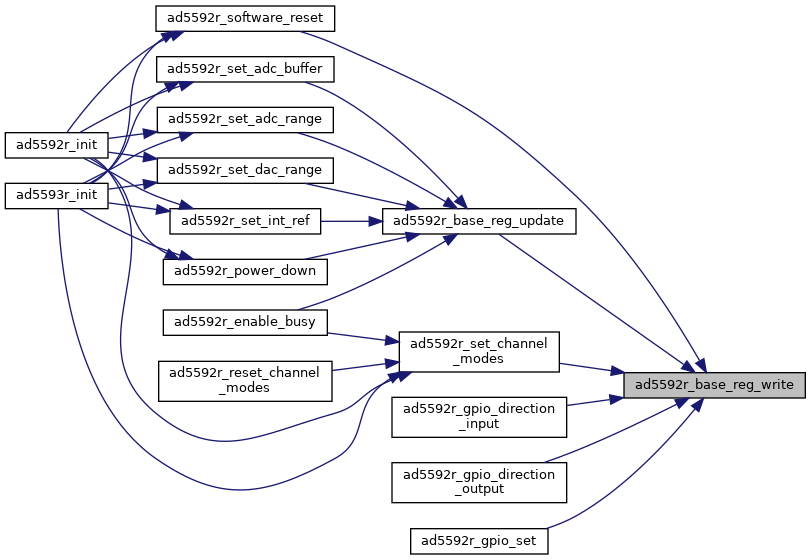 ad5592r_software_reset
ad5592r_set_adc_buffer
ad5592r_set_adc_range
ad5592r_init
ad5592r_set_dac_range
ad5593r_init
ad5592r_set_int_ref
ad5592r_base_reg_update
ad5592r_power_down
ad5592r_enable_busy
ad5592r_set_channel
_modes
ad5592r_reset_channel
_modes
ad5592r_base_reg_write
ad5592r_gpio_direction
_input
ad5592r_gpio_direction
_output
ad5592r_gpio_set